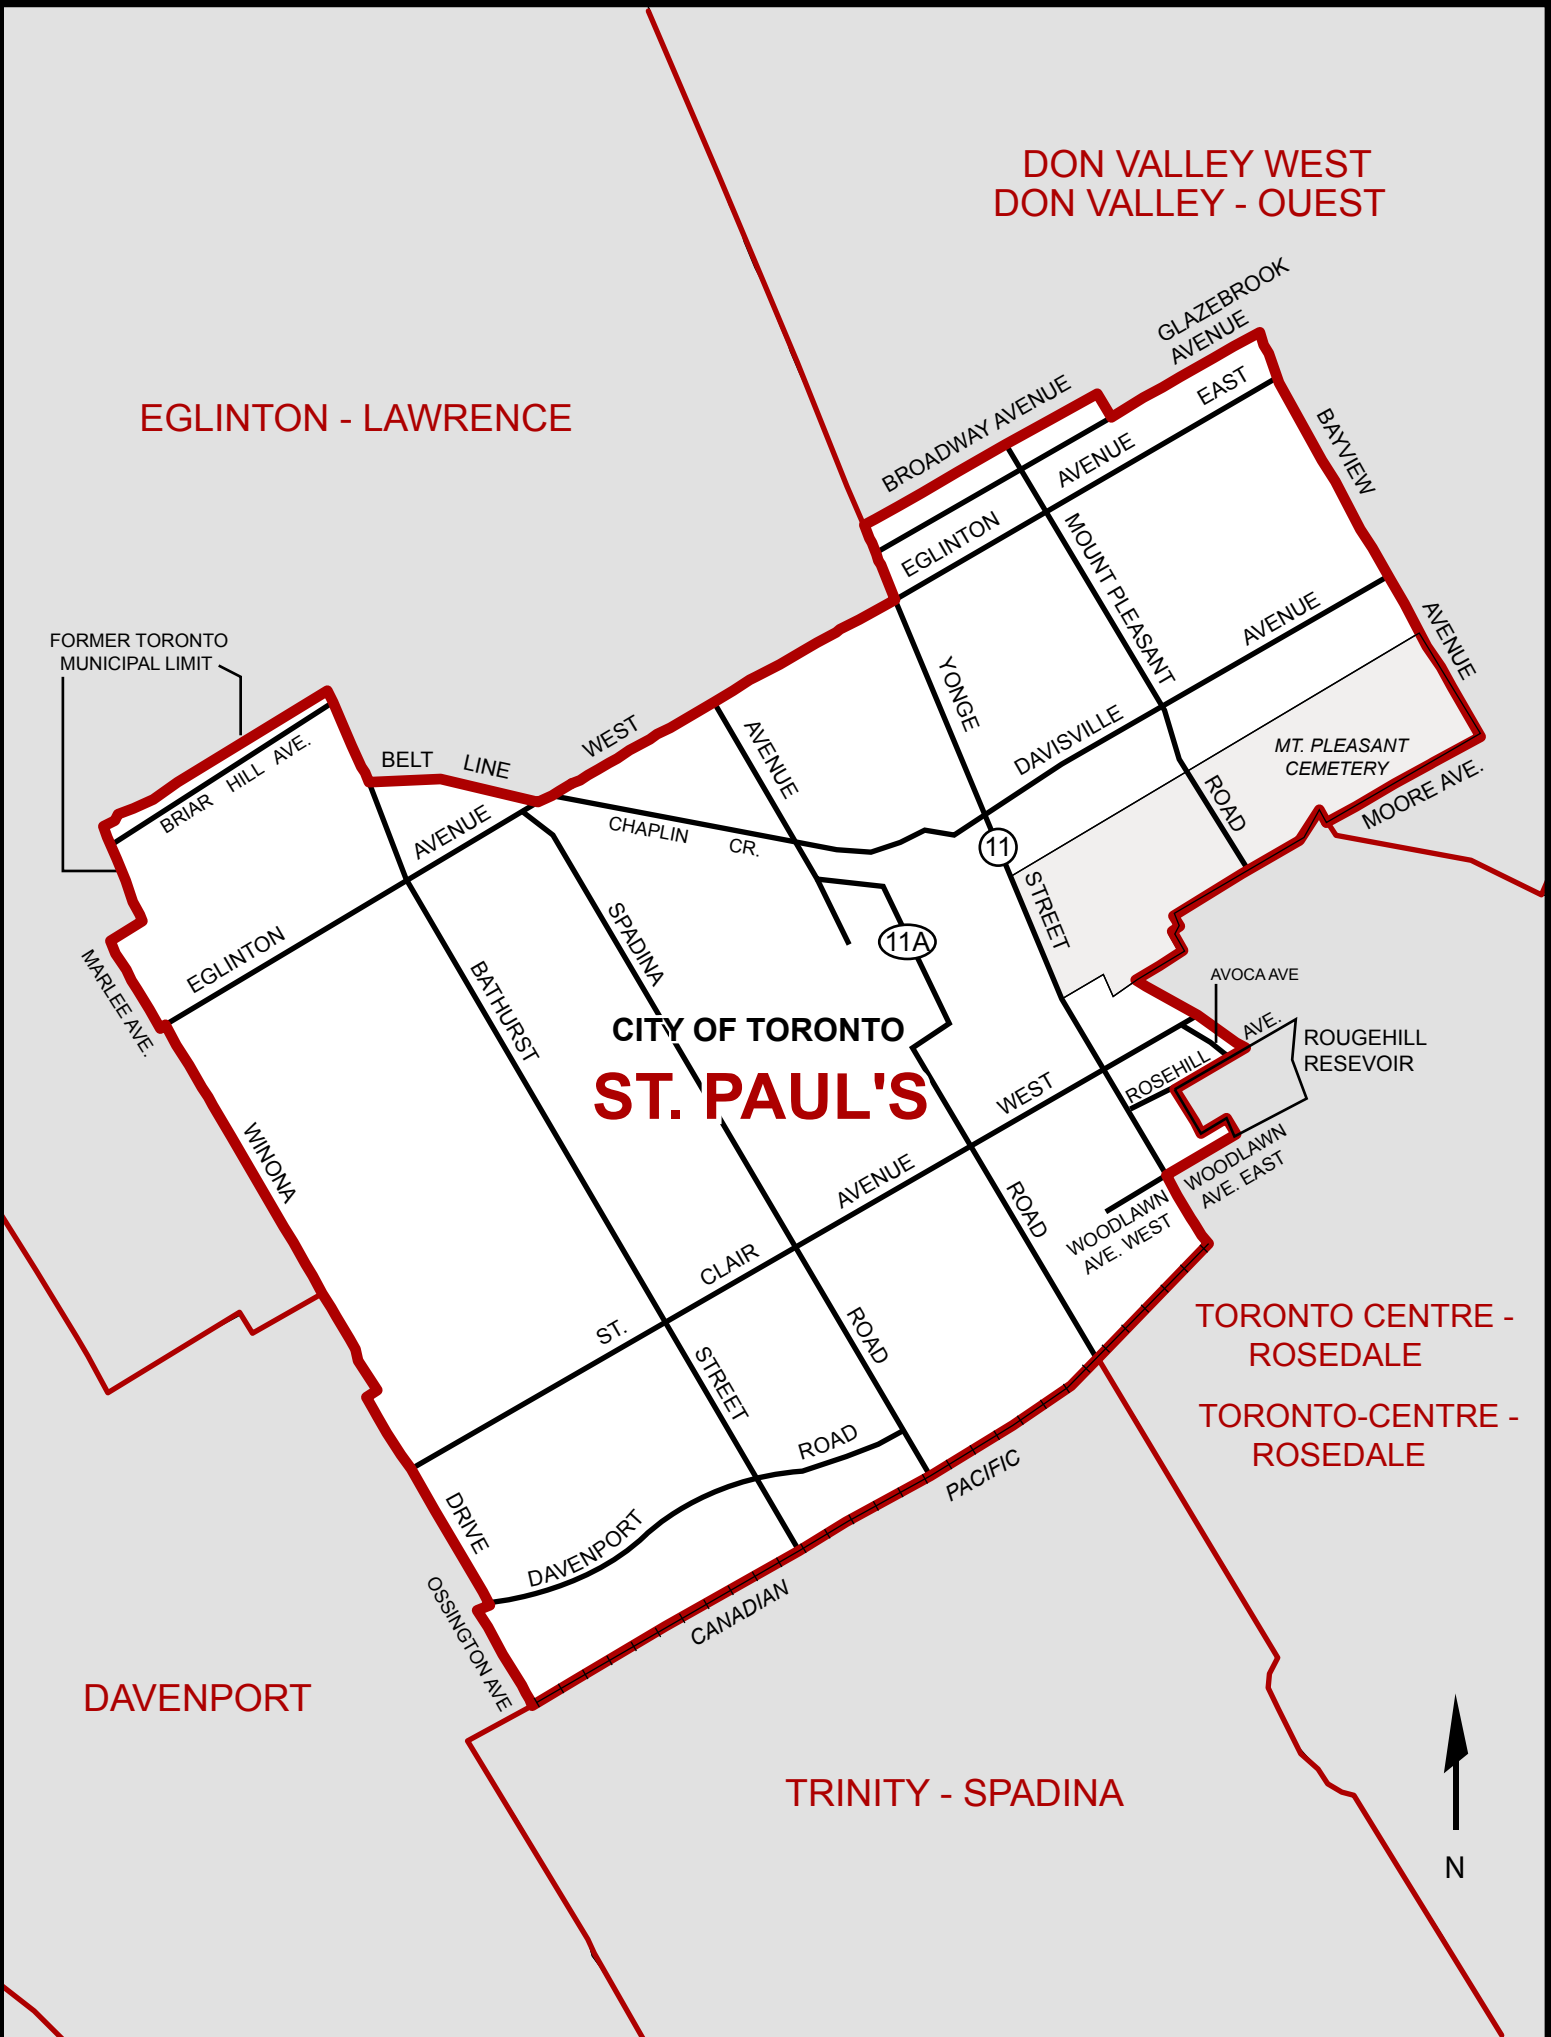 DON VALLEY WEST
DON VALLEY - OUEST
GLAZEBROOK
AVENUE
EGLINTON - LAWRENCE
BROADWAY AVENUE
EAST
AVENUE
EGLINTON
BAYVIEW
AVENUE
MOUNT PLEASANT
ROAD
AVENUE
DAVISVILLE
YONGE
STREET
11
FORMER TORONTO
MUNICIPAL LIMIT
BRIAR HILL AVE.
BELT LINE
WEST
AVENUE
EGLINTON
AVENUE
CHAPLIN CR.
MT. PLEASANT
CEMETERY
MOORE AVE.
11A
SPADINA
ROAD
BATHURST
STREET
MARLEE AVE.
WINONA
DRIVE
CITY OF TORONTO
ST. PAUL'S
AVOCA AVE
ROSEHILL AVE.
ROUGEHILL
RESEVOIR
WEST
AVENUE
CLAIR
ST.
ROAD
WOODLAWN
AVE. EAST
WOODLAWN
AVE. WEST
TORONTO CENTRE -
ROSEDALE
TORONTO-CENTRE -
ROSEDALE
ROAD
DAVENPORT
OSSINGTON AVE
CANADIAN
PACIFIC
DAVENPORT
TRINITY - SPADINA
N